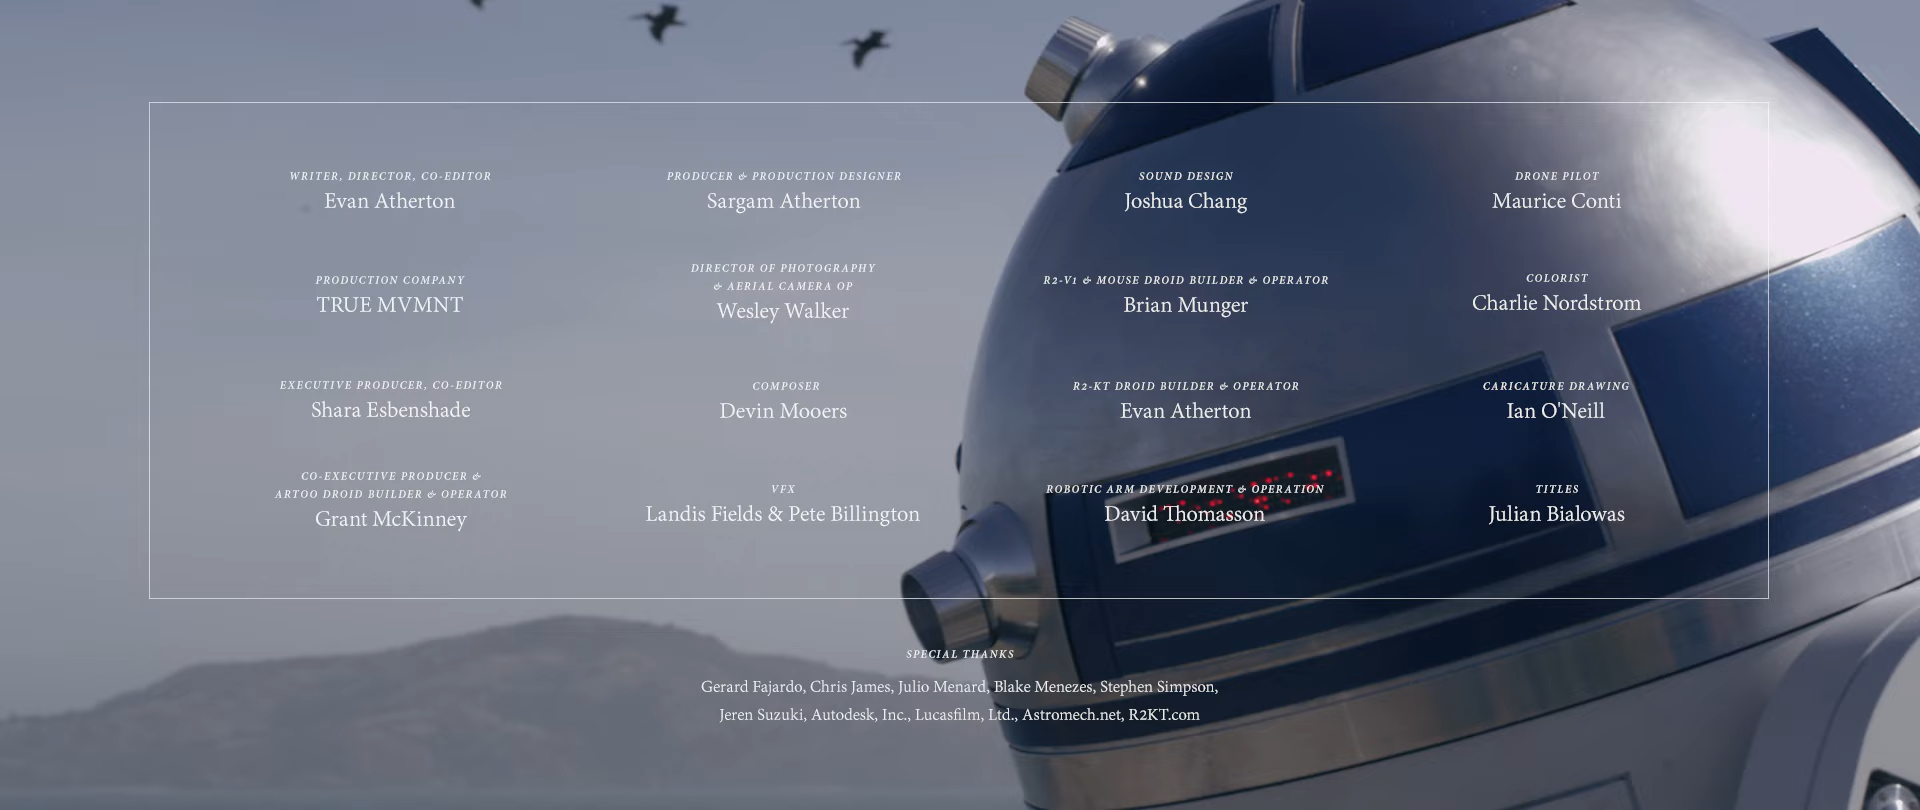 WRITER, DIRECTOR, CO-EDITOR
Evan Atherton
PRODUCTION COMPANY
TRUE MVMNT
EXECUTIVE PRODUCER, CO-EDITOR
Shara Esbenshade
CO-EXECUTIVE PRODUCER &
ARTOO DROID BUILDER & OPERATOR
Grant McKinney
PRODUCER & PRODUCTION DESIGNER
Sargam Atherton
DIRECTOR OF PHOTOGRAPHY
& AERIAL CAMERA OP
Wesley Walker
COMPOSER
Devin Mooers
VFX
Landis Fields & Pete Billington
SOUND DESIGN
Joshua Chang
R2-V1 & MOUSE DROID BUILDER & OPERATOR
Brian Munger
R2-KT DROID BUILDER & OPERATOR
Evan Atherton
ROBOTIC ARM DEVELOPMENT & OPERATION
David Thomasson
DRONE PILOT
Maurice Conti
COLORIST
Charlie Nordstrom
CARICATURE DRAWING
Ian O'Neill
TITLES
Julian Bialowas
SPECIAL THANKS
Gerard Fajardo, Chris James, Julio Menard, Blake Menezes, Stephen Simpson,
Jeren Suzuki, Autodesk, Inc., Lucasfilm, Ltd., Astromech.net, R2KT.com